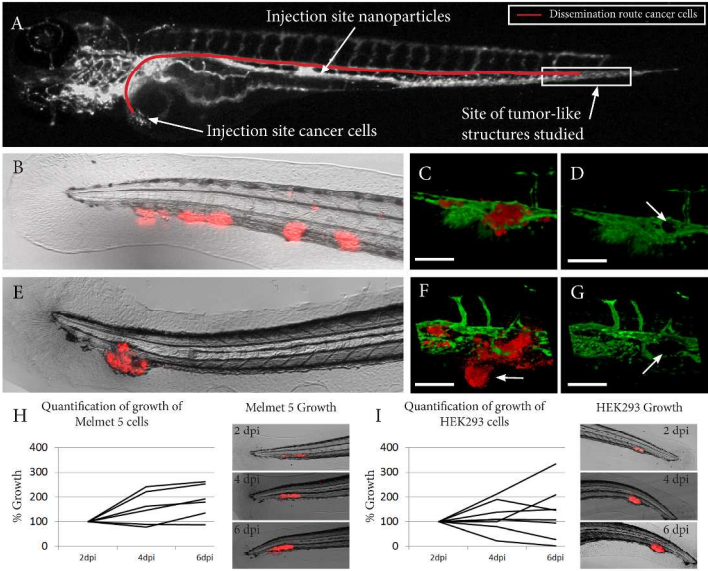 A
Injection site nanoparticles
Dissemination route cancer cells
Injection site cancer cells
Site of tumor-like
structures studied
B
C
D
E
F
G
H
Quantification of growth of
Melmet 5 cells
% Growth
400
300
200
100
0
2dpi
4dpi
6dpi
Melmet 5 Growth
2 dpi
4 dpi
6 dpi
I
Quantification of growth of
HEK293 cells
% Growth
400
300
200
100
0
2dpi
4dpi
6dpi
HEK293 Growth
2 dpi
4 dpi
6 dpi